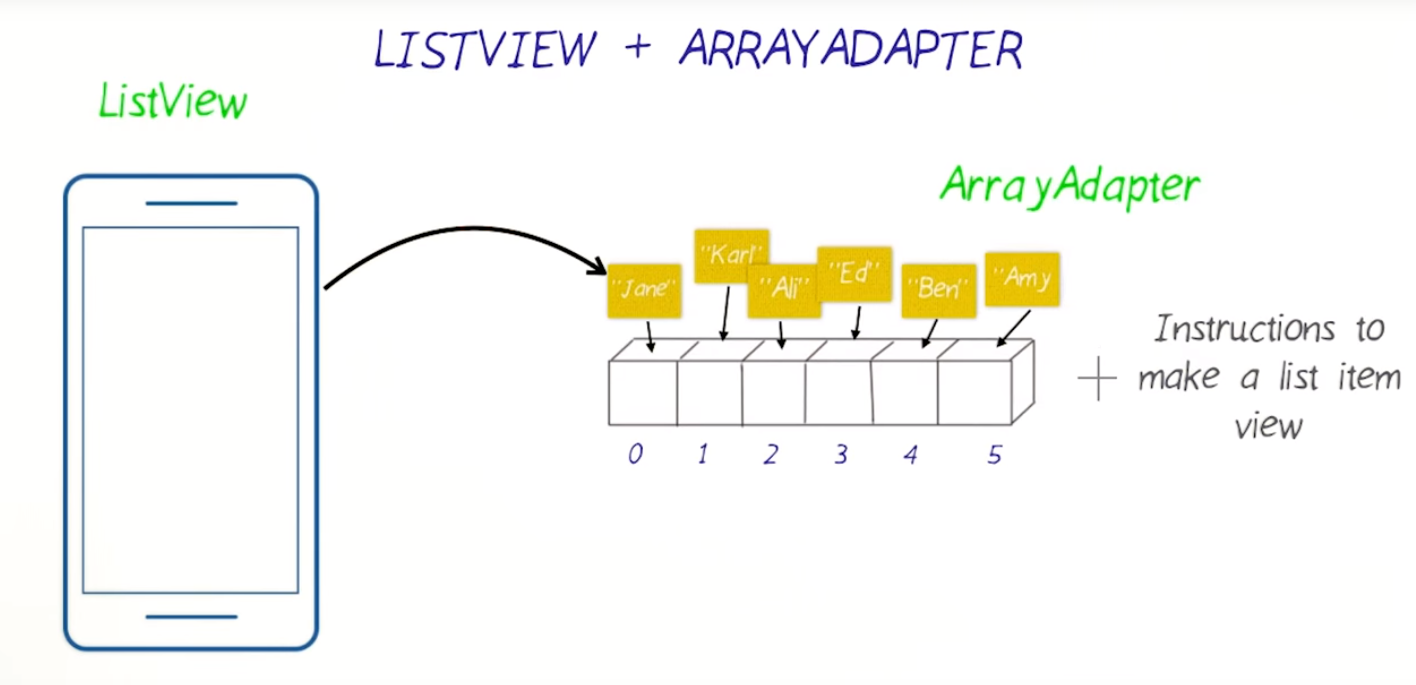 LISTVIEW + ARRAYADAPTER
ListView
ArrayAdapter
"Jane"
"Karl"
"Ali"
"Ed"
"Ben"
"Amy
+
Instructions to
make a list item
view
0 1 2 3 4 5